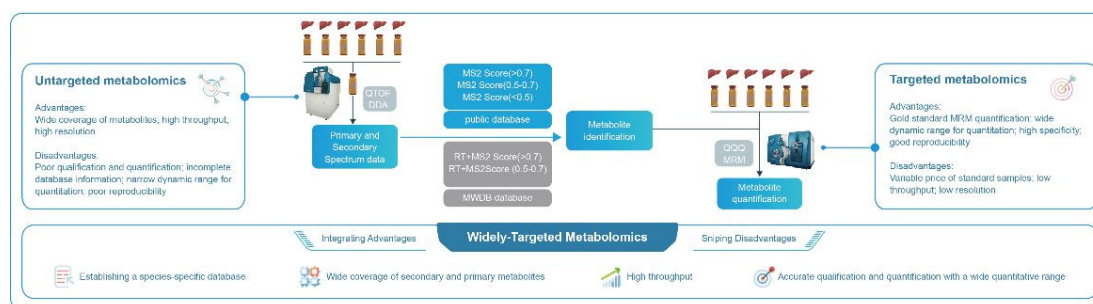 Untargeted metabolomics
Advantages:
Wide coverage of metabolites, high throughput,
high resolution
Disadvantages:
Poor qualification and quantification; incomplete
database information; narrow dynamic range for
quantitation; poor reproducibility
QTOF
DDA
Primary and
Secondary
Spectrum data
MS2 Score(>0.7)
MS2 Score(0.5-0.7)
MS2 Score(<0.5)
public database
RT+MS2 Score(>0.7)
RT+MS2Score (0.5-0.7)
MWDB database
Metabolite
identification
QQQ
MRM
Metabolite
quantification
Targeted metabolomics
Advantages:
Gold standard MRM quantification; wide
dynamic range for quantitation; high specificity;
good reproducibility
Disadvantages:
Variable price of standard samples; low
throughput; low resolution
Integrating Advantages
Widely-Targeted Metabolomics
Sniping Disadvantages
Establishing a species-specific database
Wide coverage of secondary and primary metabolites
High throughput
Accurate qualification and quantification with a wide quantitative range